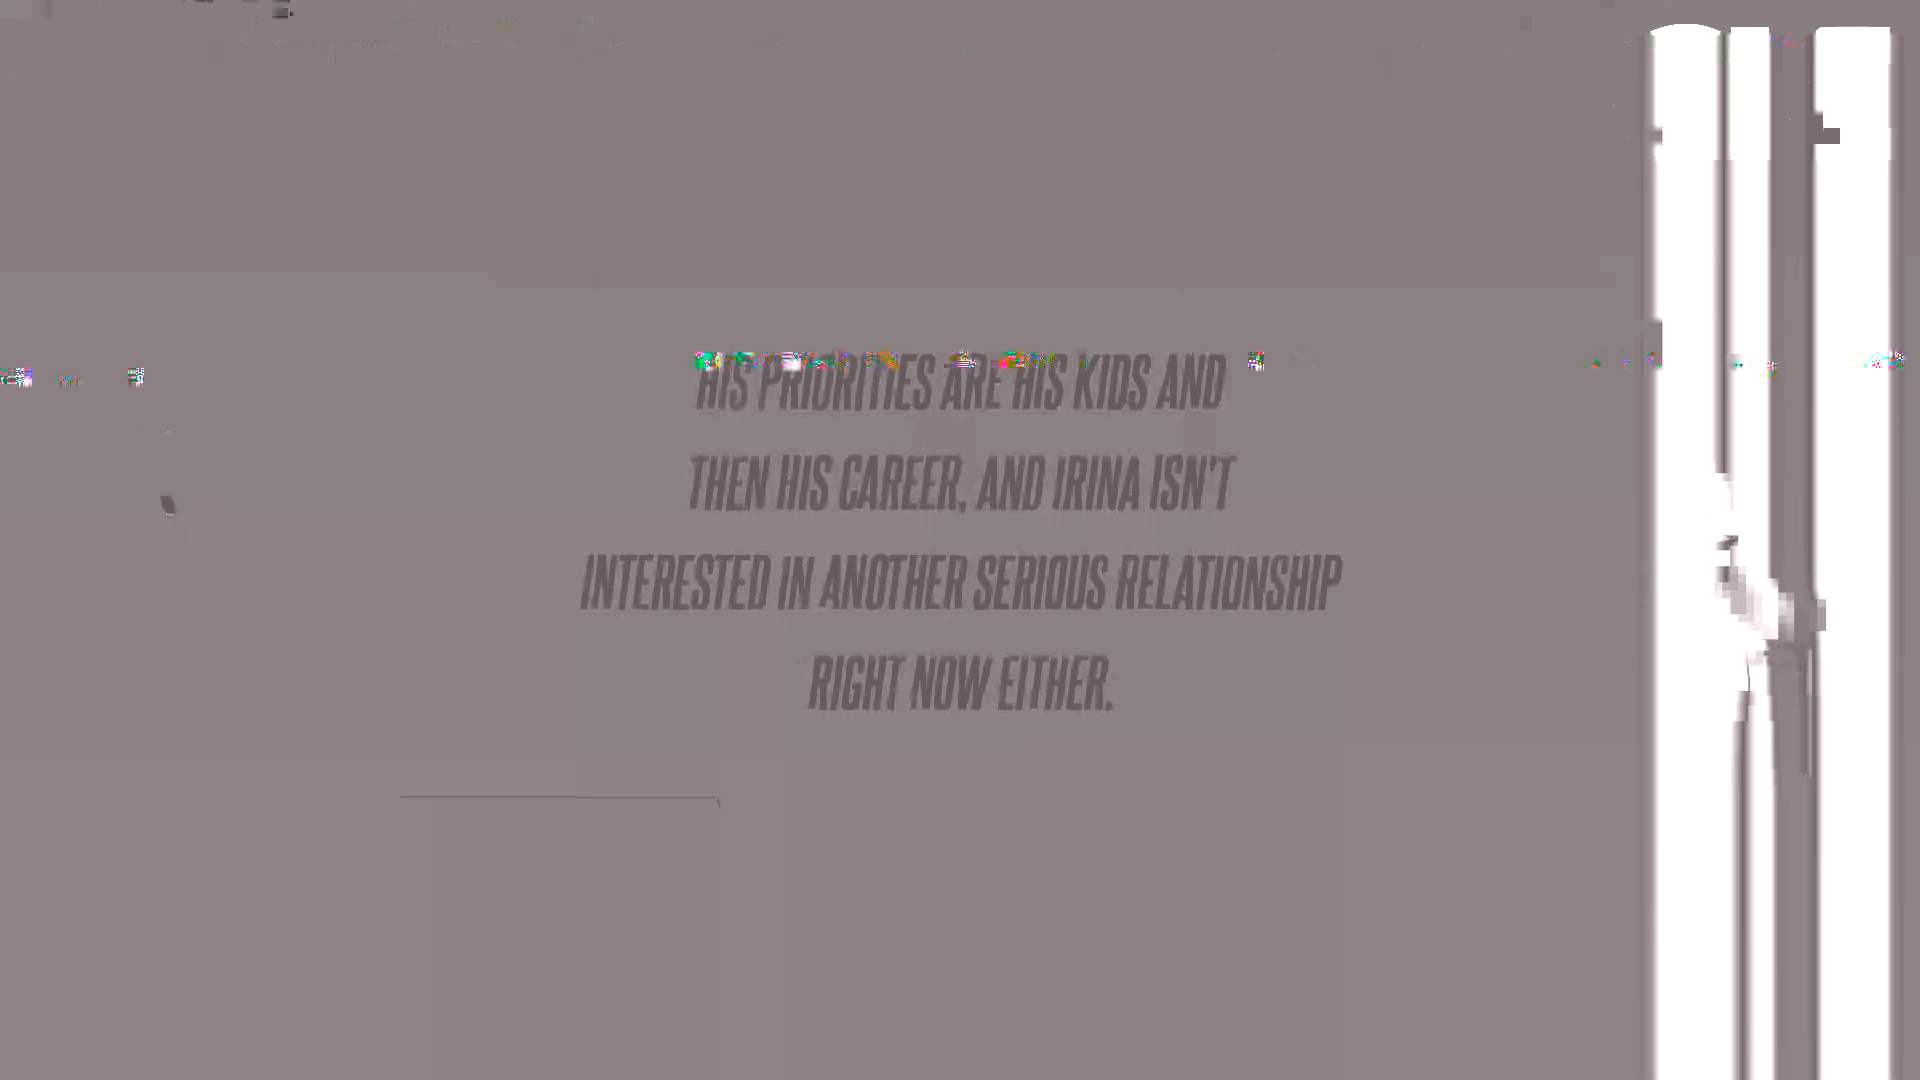 HIS PRIORITIES ARE HIS KIDS AND
THEN HIS CAREER, AND IRINA ISN'T
INTERESTED IN ANOTHER SERIOUS RELATIONSHIP
RIGHT NOW EITHER.